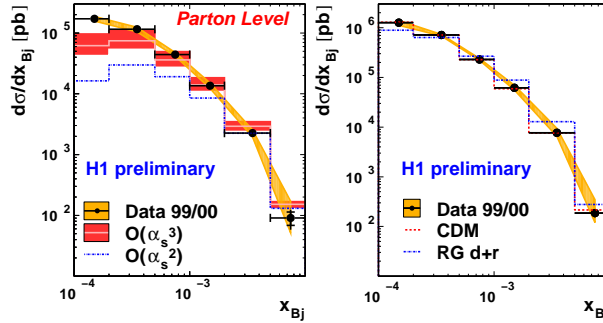 dσ/dx_Bj [pb]
Parton Level
10^5
10^4
10^3
10^2
H1 preliminary
Data 99/00
O(α_s^3)
O(α_s^2)
10^-4
10^-3
x_Bj
dσ/dx_Bj [pb]
10^6
10^5
10^4
10^3
10^2
H1 preliminary
Data 99/00
CDM
RG d+r
10^-4
10^-3
x_B